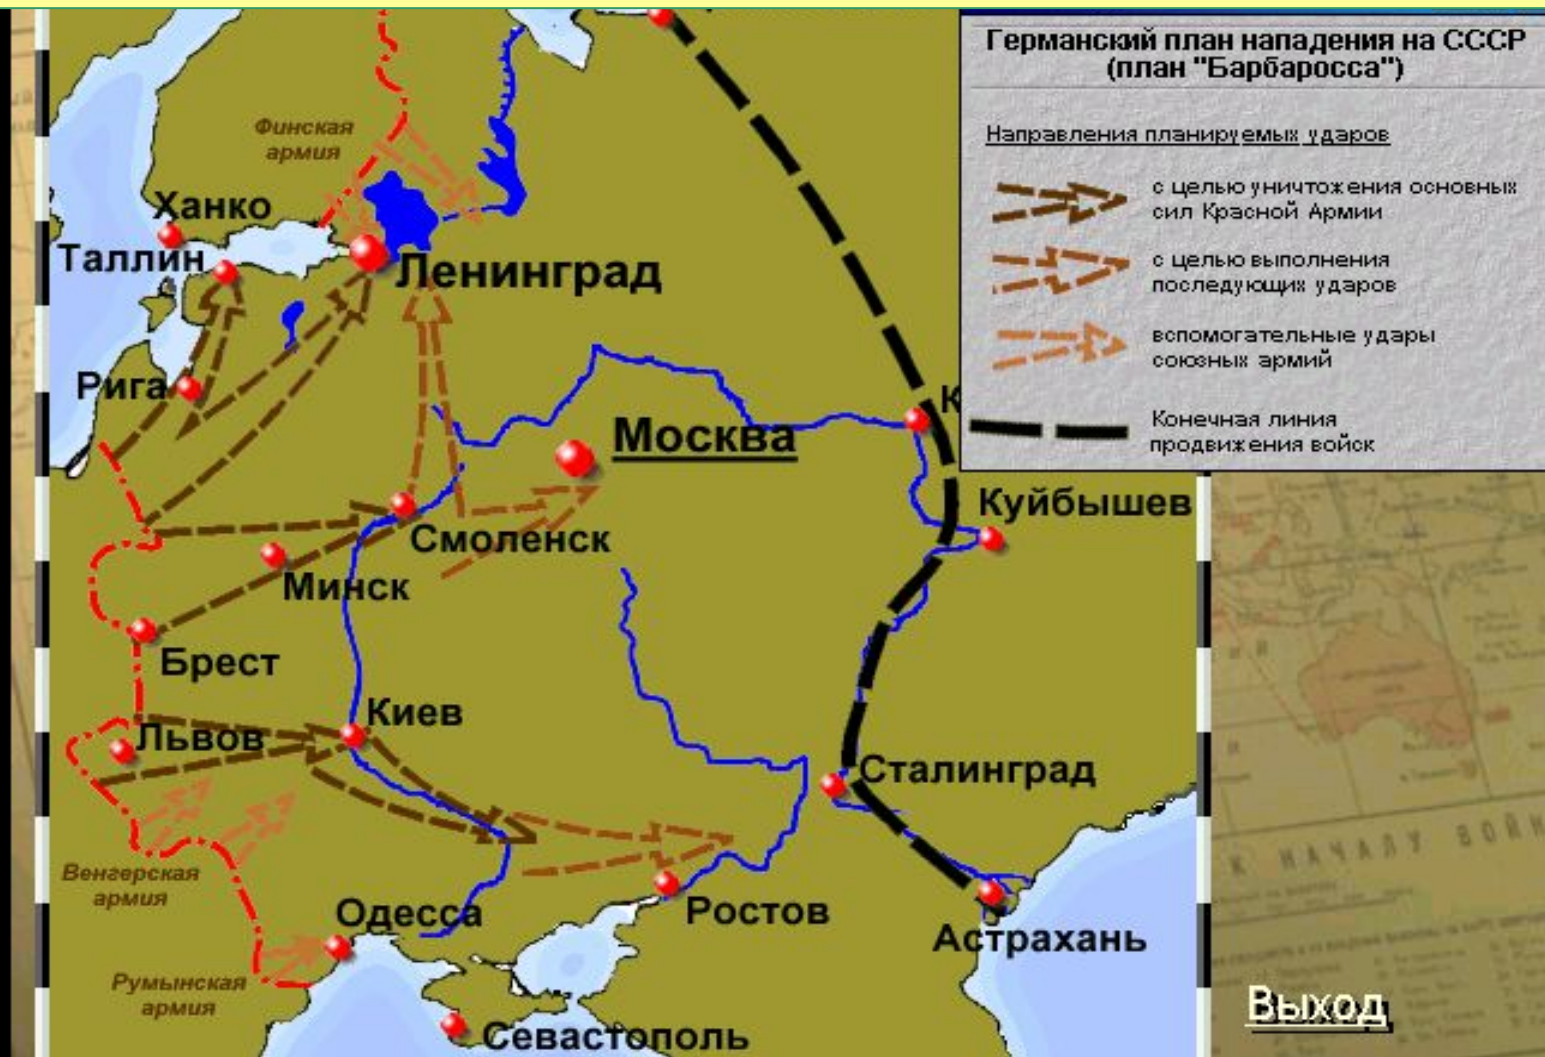 Германский план нападения на СССР
(план "Барбаросса")
Направления планируемых ударов
с целью уничтожения основных
сил Красной Армии
с целью выполнения
последующих ударов
вспомогательные удары
союзных армий
Конечная линия
продвижения войск
Финская
армия
Ханко
Таллин
Ленинград
Рига
Москва
К
Куйбышев
Смоленск
Минск
Брест
Киев
Львов
Сталинград
Венгерская
армия
Одесса
Ростов
Астрахань
Румынская
армия
Севастополь
К НАЧАЛУ ВОЙН
Выход